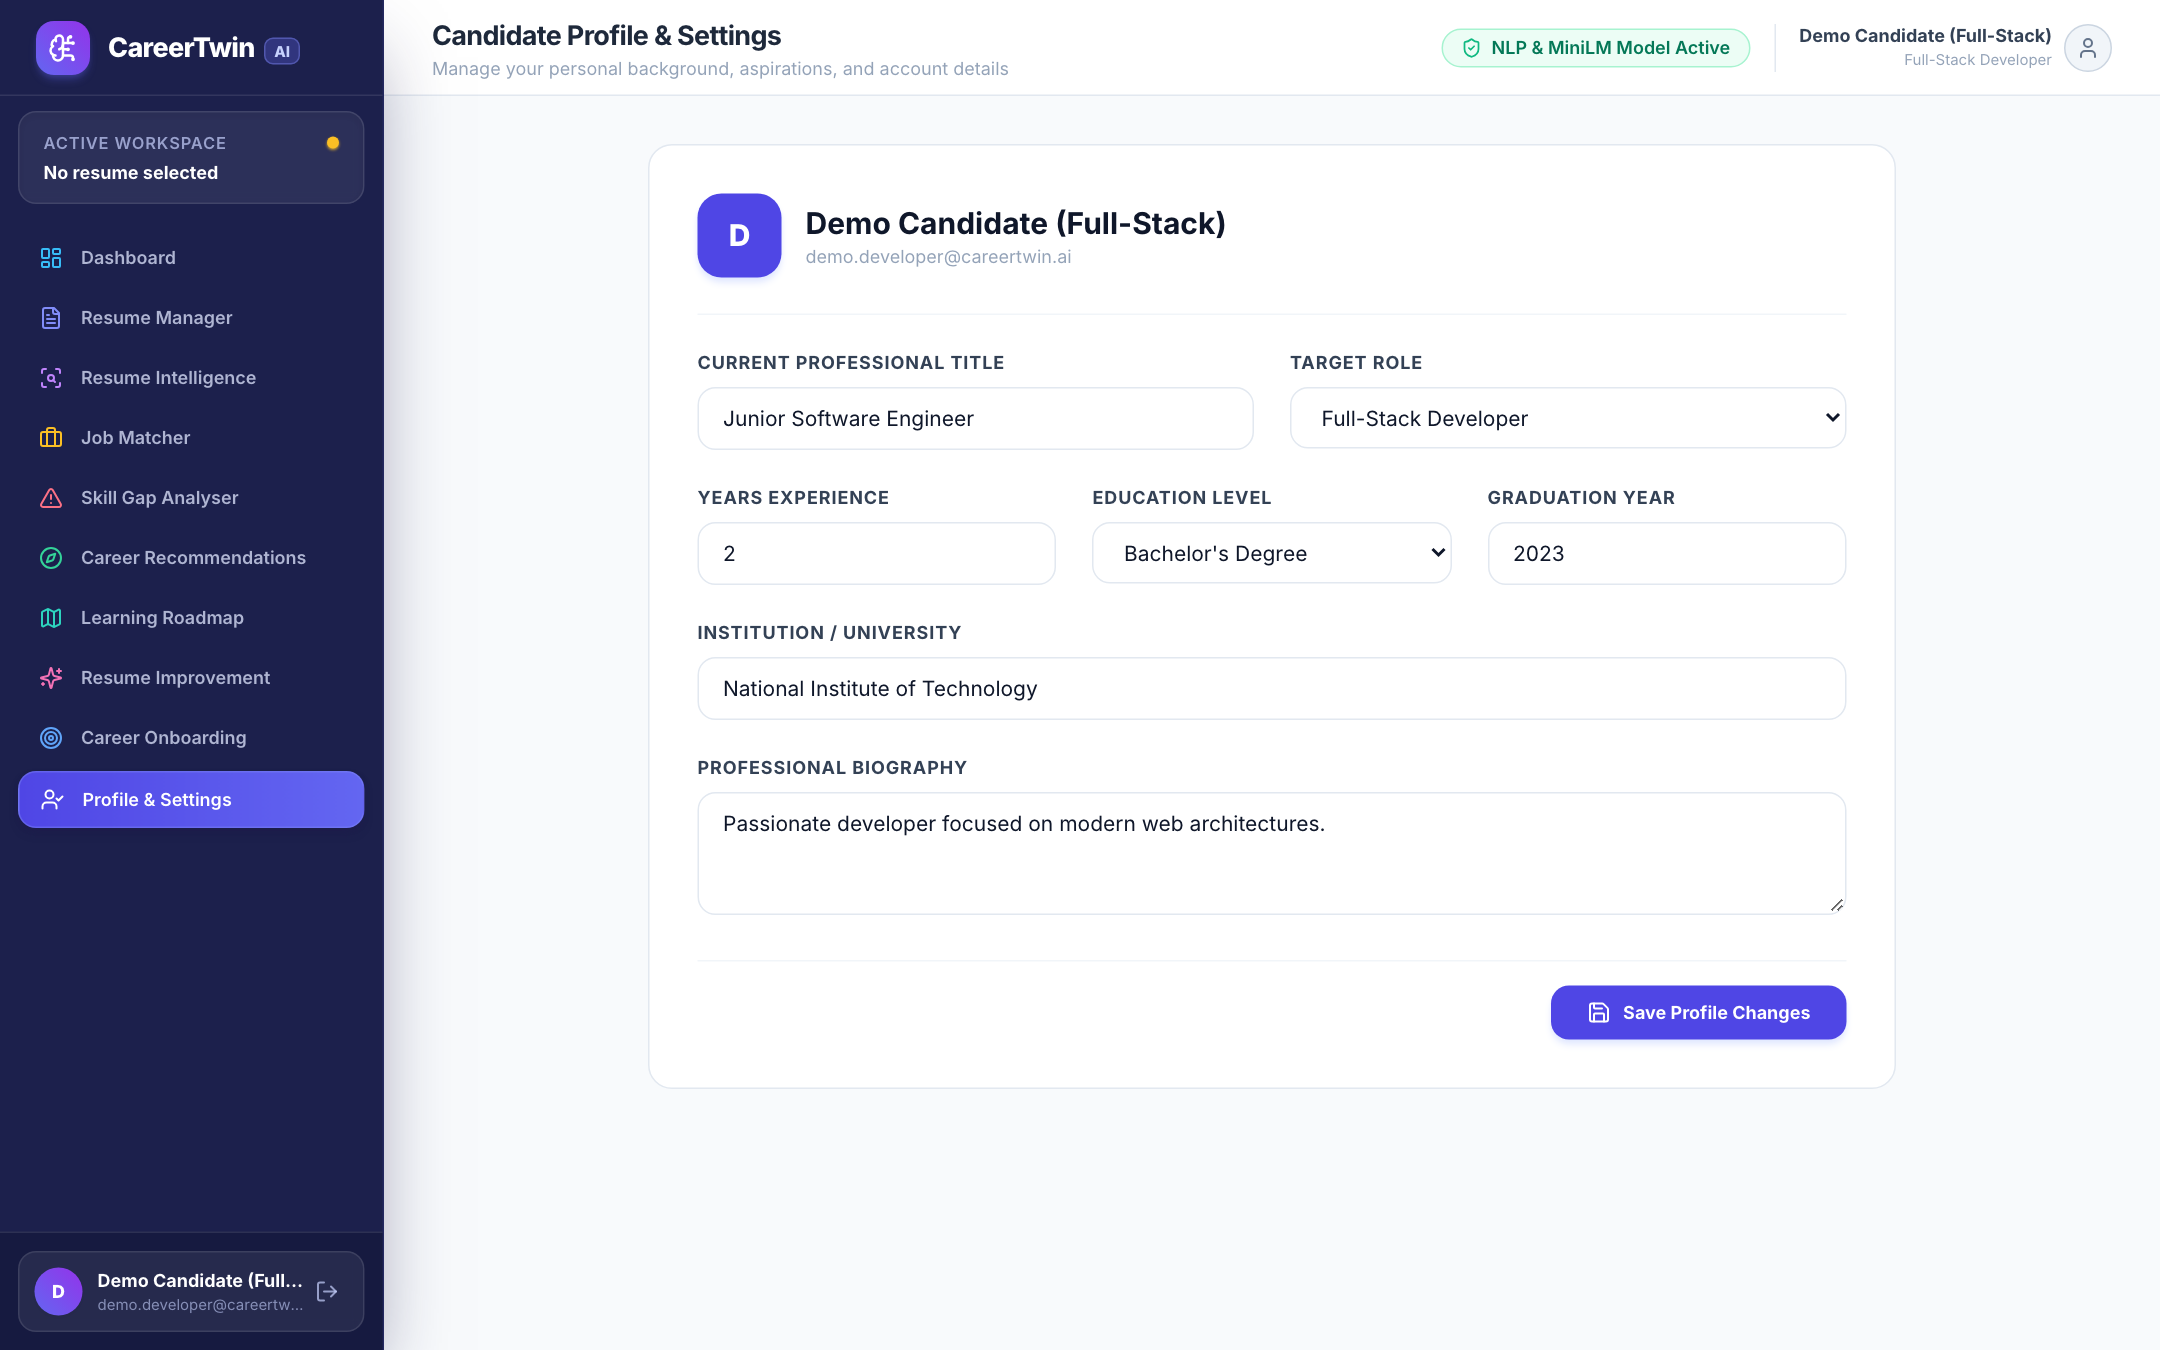 CareerTwin AI
ACTIVE WORKSPACE
No resume selected
Dashboard
Resume Manager
Resume Intelligence
Job Matcher
Skill Gap Analyser
Career Recommendations
Learning Roadmap
Resume Improvement
Career Onboarding
Profile & Settings
D
Demo Candidate (Full...
demo.developer@careertw...
Candidate Profile & Settings
Manage your personal background, aspirations, and account details
NLP & MiniLM Model Active
Demo Candidate (Full-Stack)
Full-Stack Developer
D
Demo Candidate (Full-Stack)
demo.developer@careertwin.ai
CURRENT PROFESSIONAL TITLE
Junior Software Engineer
TARGET ROLE
Full-Stack Developer
YEARS EXPERIENCE
2
EDUCATION LEVEL
Bachelor's Degree
GRADUATION YEAR
2023
INSTITUTION / UNIVERSITY
National Institute of Technology
PROFESSIONAL BIOGRAPHY
Passionate developer focused on modern web architectures.
Save Profile Changes